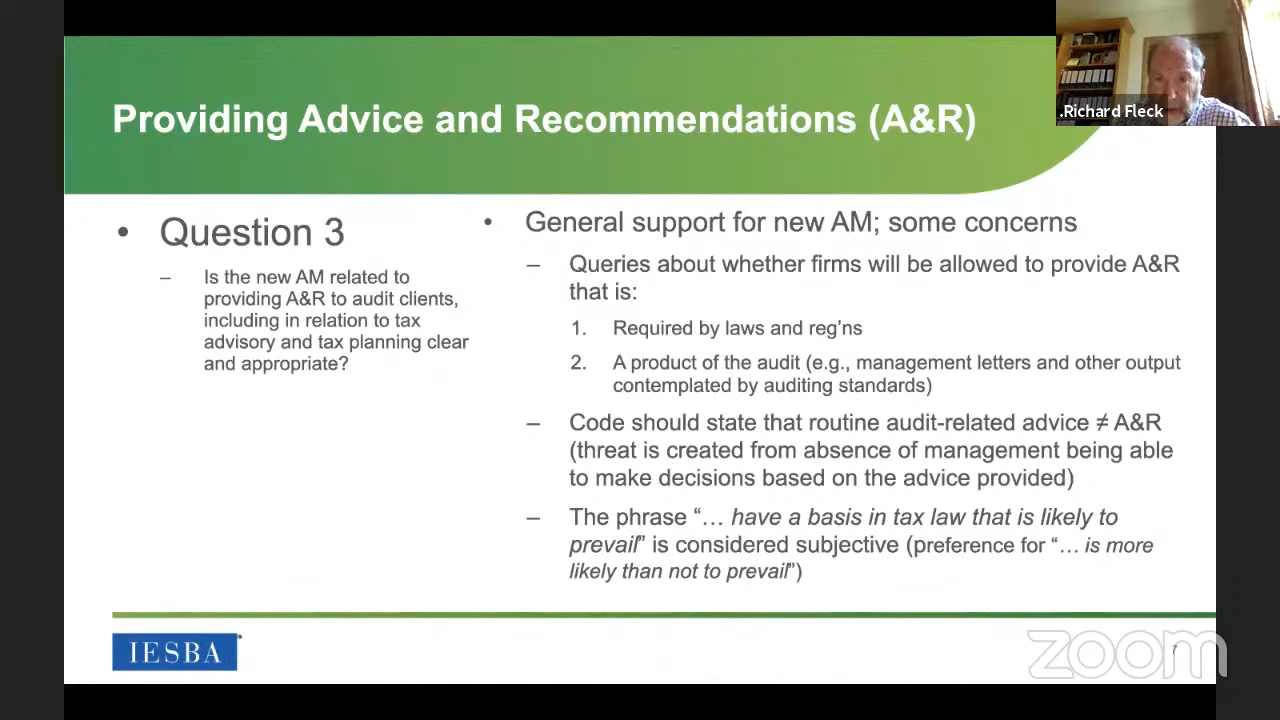 Providing Advice and Recommendations (A&R)
.Richard Fleck
• Question 3
– Is the new AM related to
providing A&R to audit clients,
including in relation to tax
advisory and tax planning clear
and appropriate?
• General support for new AM; some concerns
– Queries about whether firms will be allowed to provide A&R
that is:
1. Required by laws and reg’ns
2. A product of the audit (e.g., management letters and other output
contemplated by auditing standards)
– Code should state that routine audit-related advice ≠ A&R
(threat is created from absence of management being able
to make decisions based on the advice provided)
– The phrase “… have a basis in tax law that is likely to
prevail” is considered subjective (preference for “… is more
likely than not to prevail”)
IESBA
zoom